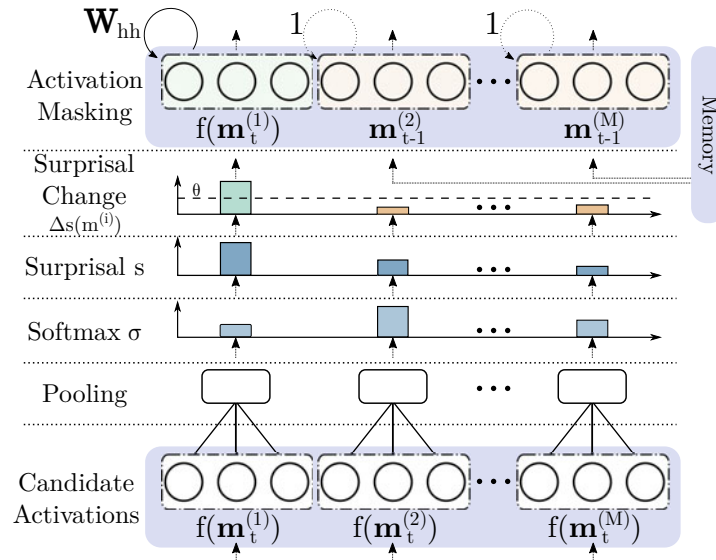 W_hh 1 1
Activation
Masking
f(m_t^(1)) m_t-1^(2) m_t-1^(M)
Memory
Surprisal
Change
Δs(m^(i))
θ
Surprisal s
Softmax σ
Pooling
Candidate
Activations
f(m_t^(1)) f(m_t^(2)) f(m_t^(M))